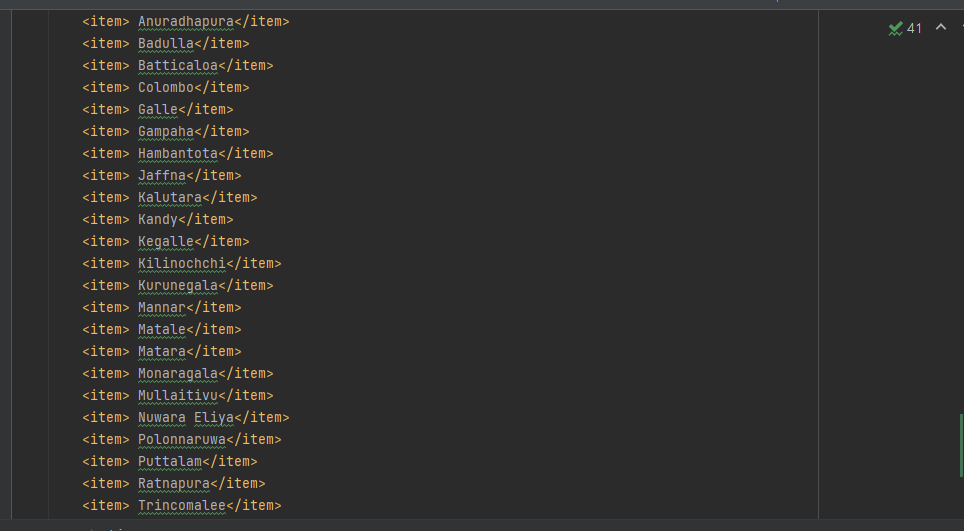 <item> Anuradhapura</item>
41
<item> Badulla</item>
<item> Batticaloa</item>
<item> Colombo</item>
<item> Galle</item>
<item> Gampaha</item>
<item> Hambantota</item>
<item> Jaffna</item>
<item> Kalutara</item>
<item> Kandy</item>
<item> Kegalle</item>
<item> Kilinochchi</item>
<item> Kurunegala</item>
<item> Mannar</item>
<item> Matale</item>
<item> Matara</item>
<item> Monaragala</item>
<item> Mullaitivu</item>
<item> Nuwara Eliya</item>
<item> Polonnaruwa</item>
<item> Puttalam</item>
<item> Ratnapura</item>
<item> Trincomalee</item>